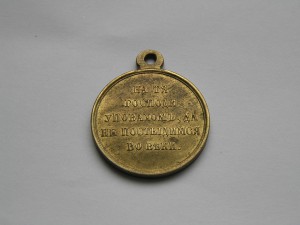 НА ТЯ
ГОСПОДИ
УПОВАХОМЪ, ДА
НЕ ПОСТЫДИМСЯ
ВО ВѢКИ.